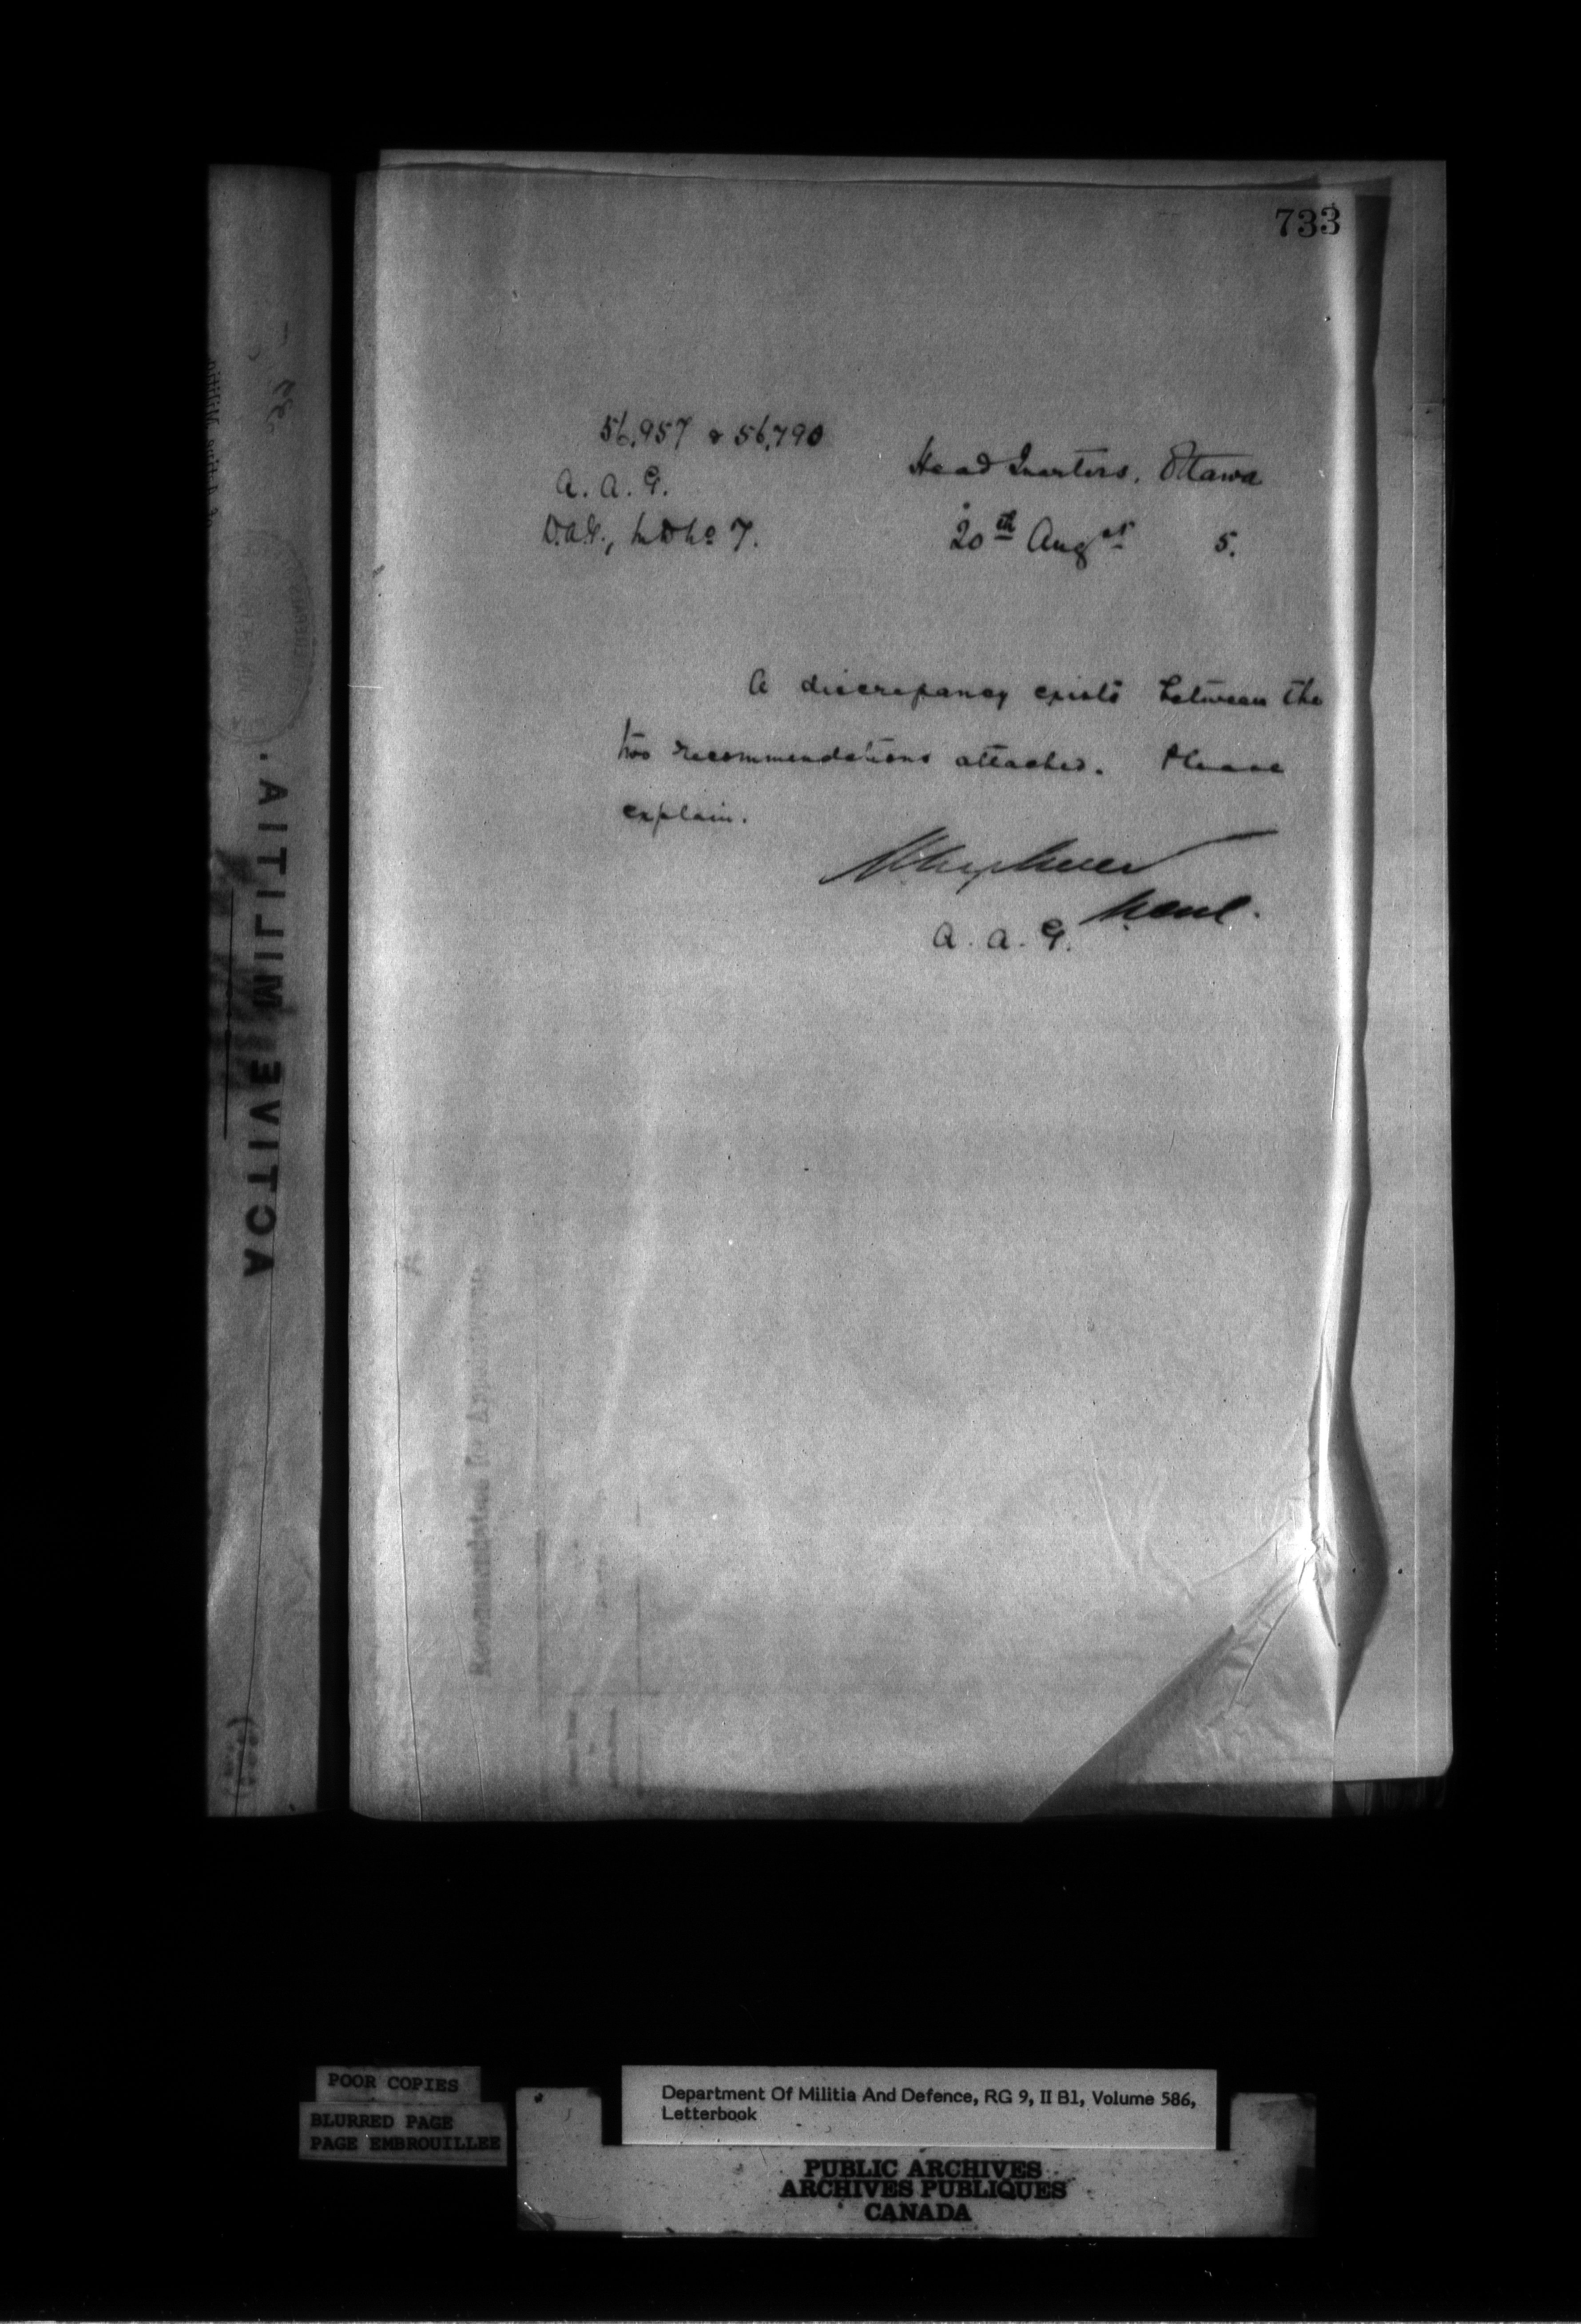 733
56,957 & 56,790
A. A. G.
Head Quarters, Ottawa
D.A.G., M D No 7.
20th Augst 5.
A discrepancy exists between the
two recommendations attached. Please
explain.
A. A. G.
ACTIVE MILITIA.
POOR COPIES
BLURRED PAGE
PAGE EMBROUILLEE
Department Of Militia And Defence, RG 9, II B1, Volume 586,
Letterbook
PUBLIC ARCHIVES
ARCHIVES PUBLIQUES
CANADA